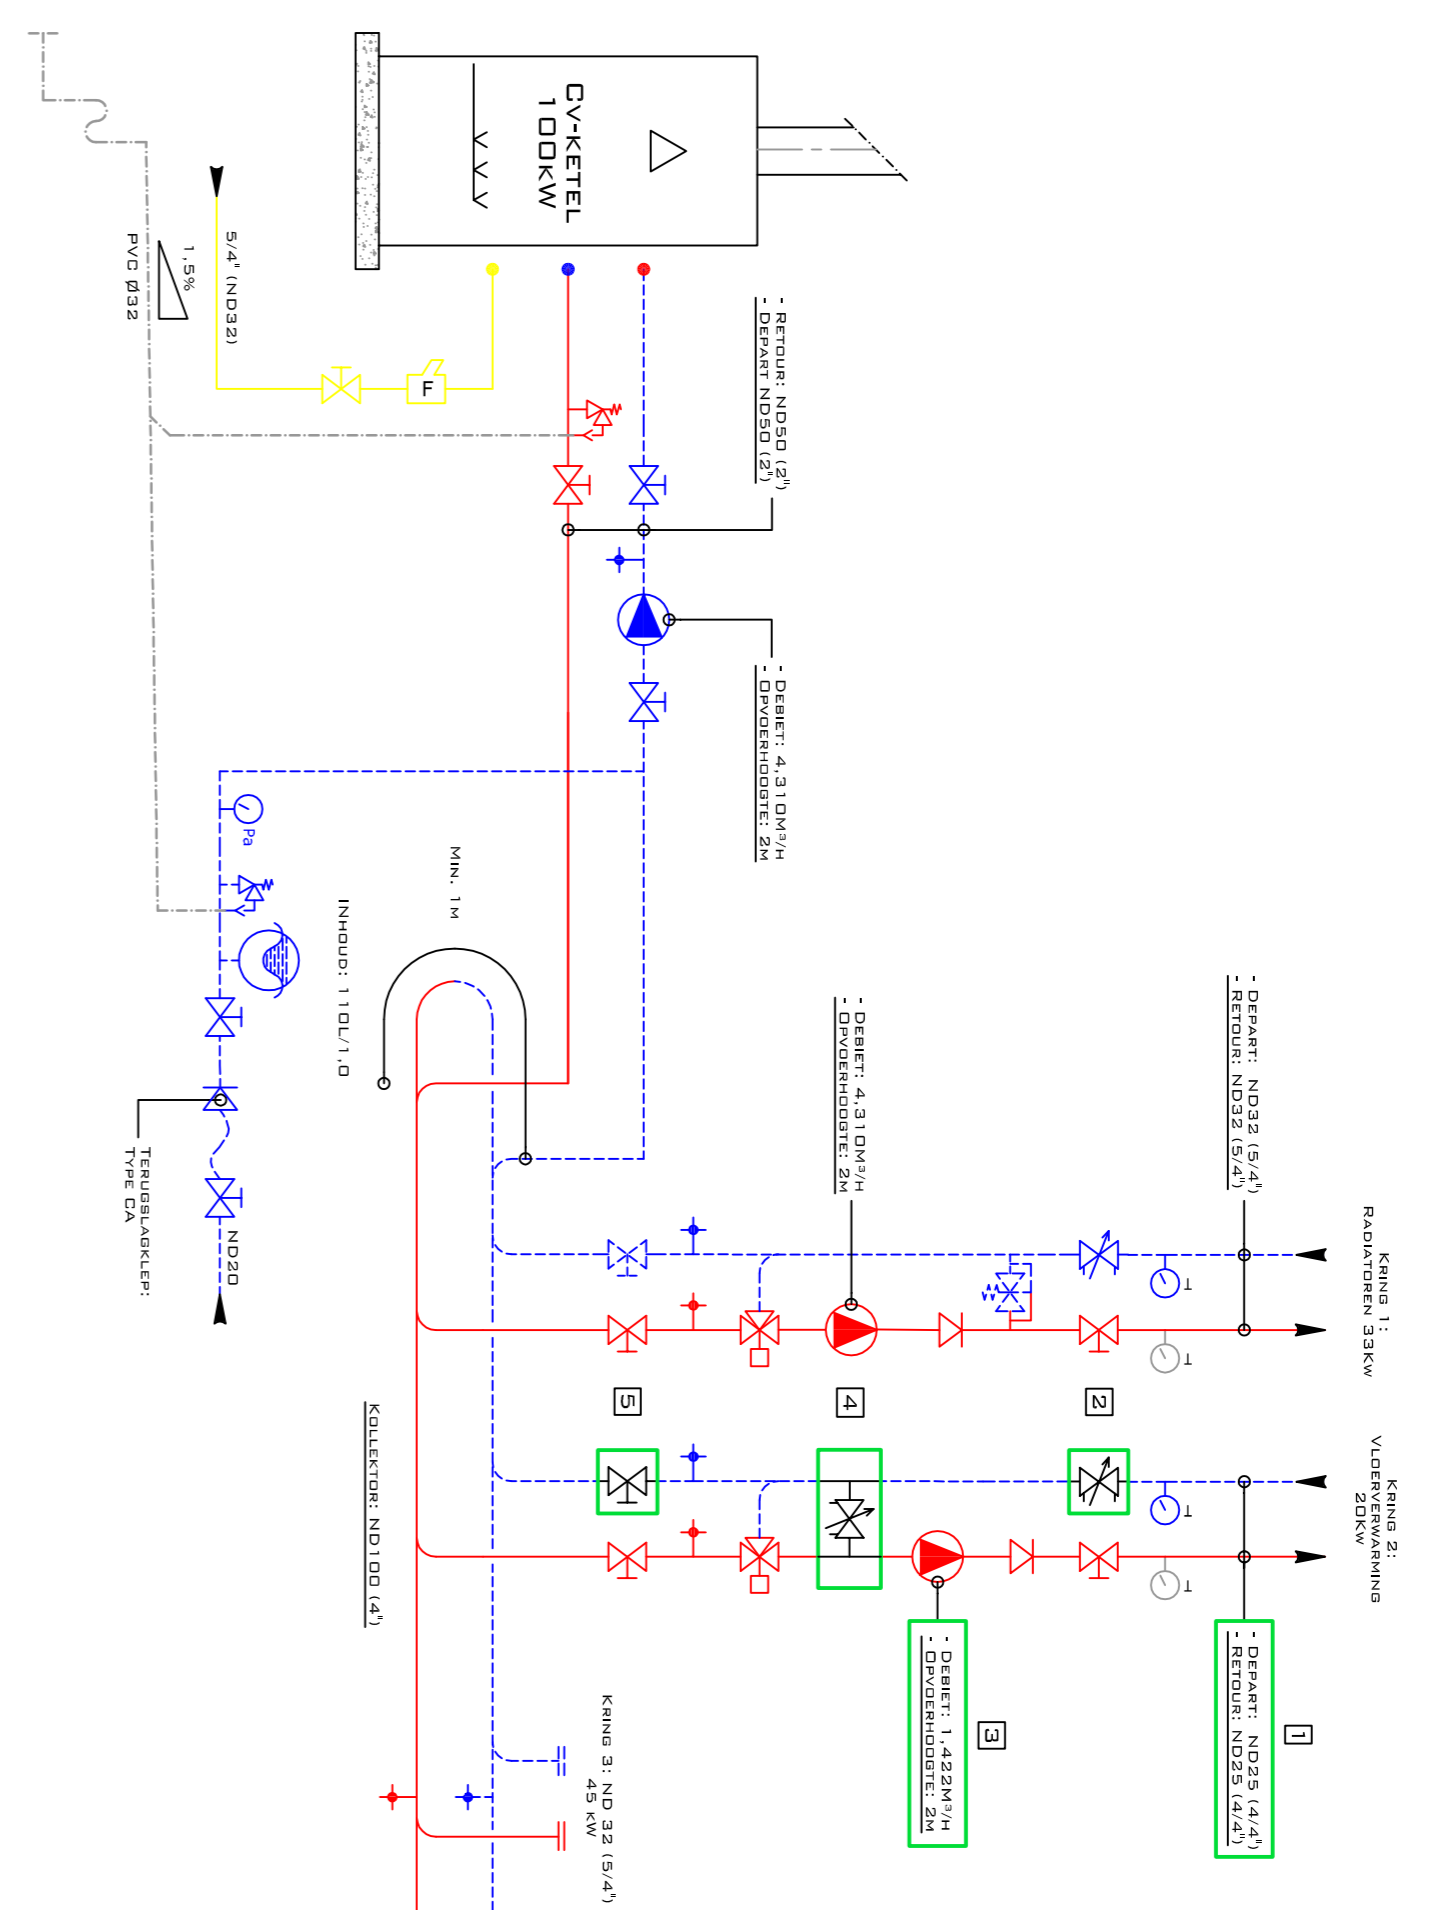 CV-KETEL
100KW
5/4" (ND32)
1,5%
PVC Ø32
F
- RETOUR: ND50 (2")
- DEPART ND50 (2")
- DEBIET: 4,310M³/H
- OPVOERHOOGTE: 2M
Pa
MIN. 1M
INHOUD: 110L/1,0
TERUGSLAGKLEP:
TYPE CA
ND20
- DEBIET: 4,310M³/H
- OPVOERHOOGTE: 2M
- DEPART: ND32 (5/4")
- RETOUR: ND32 (5/4")
KRING 1:
RADIATOREN 33KW
T
T
5
4
2
KOLLEKTOR: ND100 (4")
KRING 2:
VLOERVERWARMING
20KW
T
T
- DEBIET: 1,422M³/H
- OPVOERHOOGTE: 2M
3
- DEPART: ND25 (4/4")
- RETOUR: ND25 (4/4")
1
KRING 3: ND 32 (5/4")
45 KW